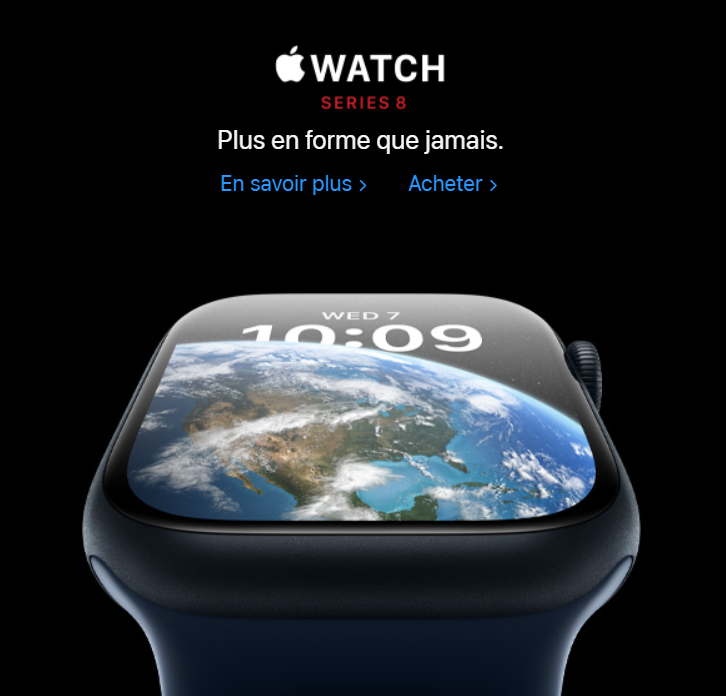 WATCH
SERIES 8
Plus en forme que jamais.
En savoir plus > Acheter >
WED 7
10:09